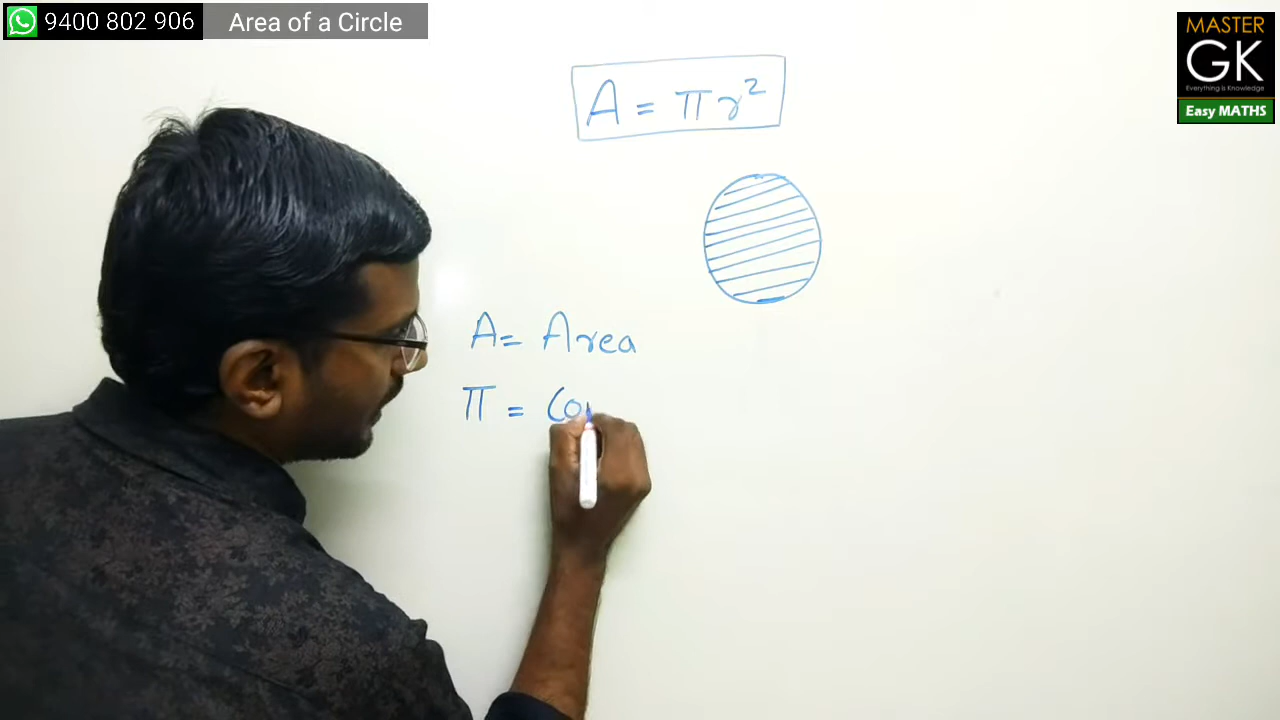 9400 802 906
Area of a Circle
MASTER
GK
Everything is Knowledge
Easy MATHS
A = πr²
A = Area
π = Co